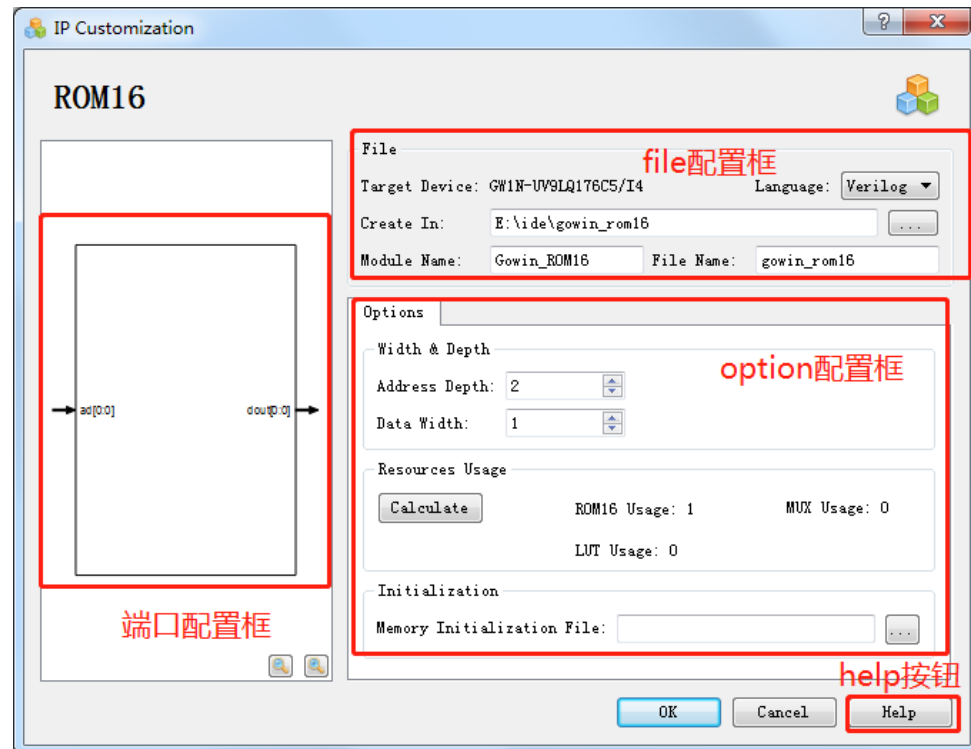 IP Customization
ROM16
File
file配置框
Target Device: GW1N-UV9LQ176C5/I4 Language: Verilog
Create In: E:\ide\gowin_rom16 ...
Module Name: Gowin_ROM16 File Name: gowin_rom16
Options
Width & Depth
option配置框
Address Depth: 2
Data Width: 1
ad[0:0] dout[0:0]
Resources Usage
Calculate ROM16 Usage: 1 MUX Usage: 0
LUT Usage: 0
Initialization
Memory Initialization File: ...
端口配置框
help按钮
OK Cancel Help